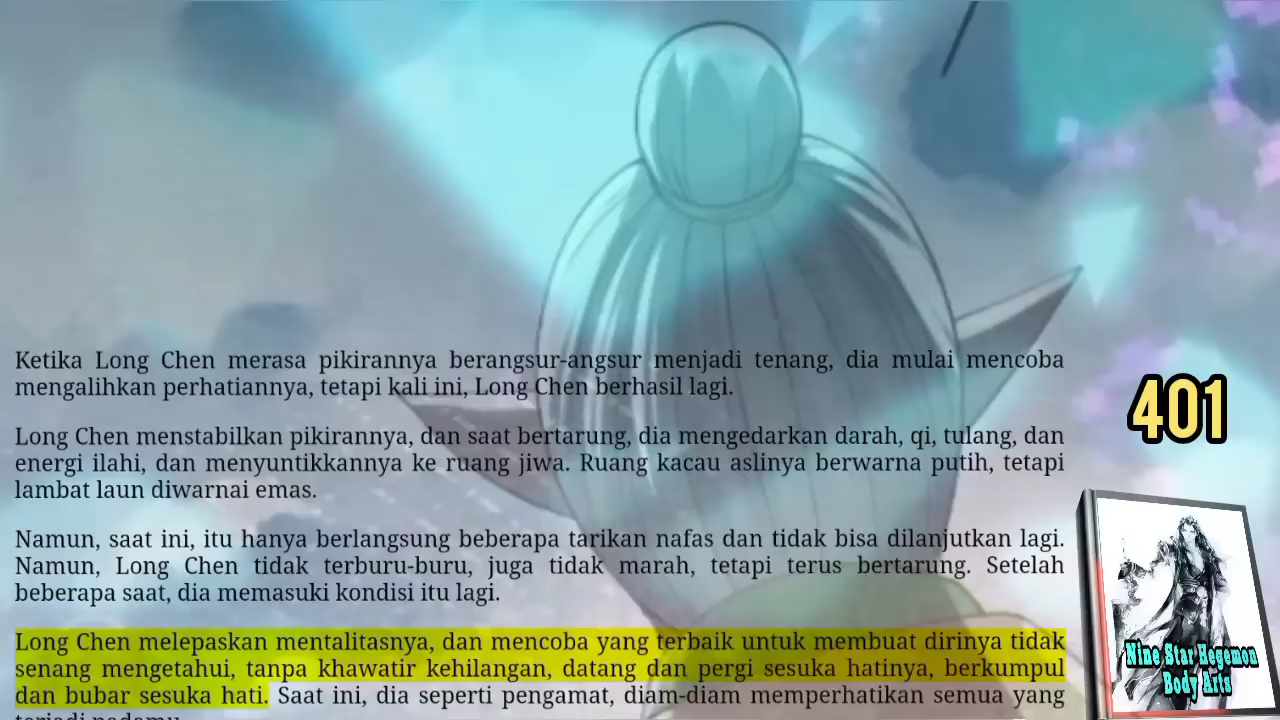 Ketika Long Chen merasa pikirannya berangsur-angsur menjadi tenang, dia mulai mencoba
mengalihkan perhatiannya, tetapi kali ini, Long Chen berhasil lagi.
Long Chen menstabilkan pikirannya, dan saat bertarung, dia mengedarkan darah, qi, tulang, dan
energi ilahi, dan menyuntikkannya ke ruang jiwa. Ruang kacau aslinya berwarna putih, tetapi
lambat laun diwarnai emas.
Namun, saat ini, itu hanya berlangsung beberapa tarikan nafas dan tidak bisa dilanjutkan lagi.
Namun, Long Chen tidak terburu-buru, juga tidak marah, tetapi terus bertarung. Setelah
beberapa saat, dia memasuki kondisi itu lagi.
Long Chen melepaskan mentalitasnya, dan mencoba yang terbaik untuk membuat dirinya tidak
senang mengetahui, tanpa khawatir kehilangan, datang dan pergi sesuka hatinya, berkumpul
dan bubar sesuka hati. Saat ini, dia seperti pengamat, diam-diam memperhatikan semua yang
terjadi padamu.
401
Nine Star Hegemon
Body Arts